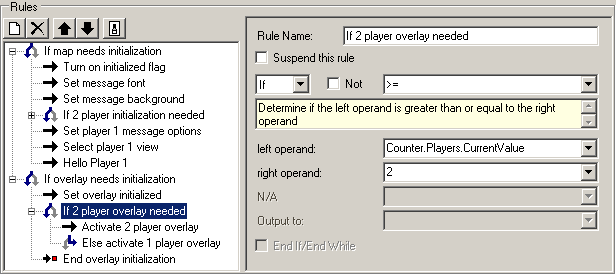 Rules
If map needs initialization
Turn on initialized flag
Set message font
Set message background
If 2 player initialization needed
Set player 1 message options
Select player 1 view
Hello Player 1
If overlay needs initialization
Set overlay initialized
If 2 player overlay needed
Activate 2 player overlay
Else activate 1 player overlay
End overlay initialization
Rule Name: If 2 player overlay needed
Suspend this rule
If Not >=
Determine if the left operand is greater than or equal to the right
operand
left operand: Counter.Players.CurrentValue
right operand: 2
N/A
Output to:
End If/End While